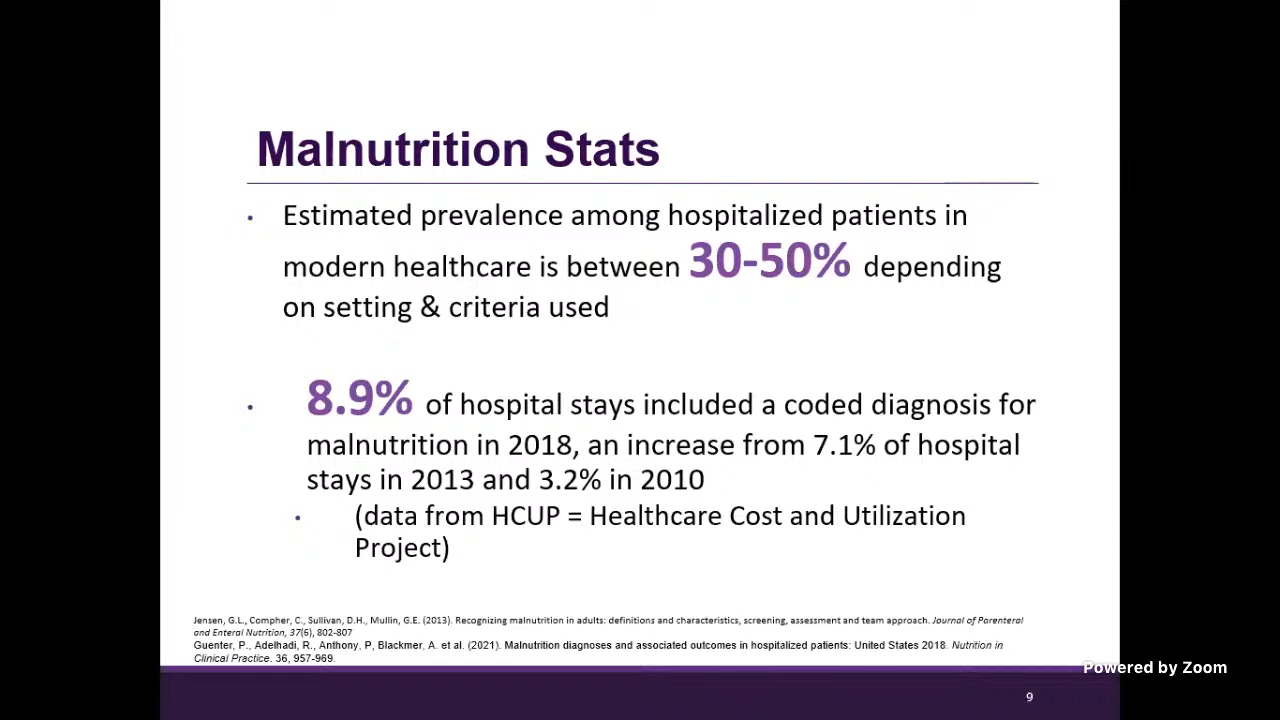 Malnutrition Stats
• Estimated prevalence among hospitalized patients in
modern healthcare is between 30-50% depending
on setting & criteria used
• 8.9% of hospital stays included a coded diagnosis for
malnutrition in 2018, an increase from 7.1% of hospital
stays in 2013 and 3.2% in 2010
• (data from HCUP = Healthcare Cost and Utilization
Project)
Jensen, G.L., Compher, C., Sullivan, D.H., Mullin, G.E. (2013). Recognizing malnutrition in adults: definitions and characteristics, screening, assessment and team approach. Journal of Parenteral
and Enteral Nutrition, 37(6), 802-807
Guenter, P., Adelhadi, R., Anthony, P, Blackmer, A. et al. (2021). Malnutrition diagnoses and associated outcomes in hospitalized patients: United States 2018. Nutrition in
Clinical Practice. 36, 957-969.
Powered by Zoom
9